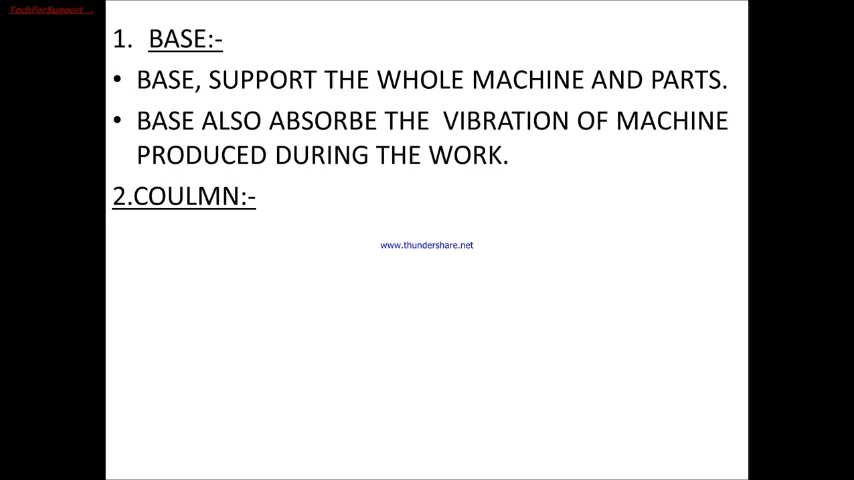 TechForSupport .
1. BASE:-
• BASE, SUPPORT THE WHOLE MACHINE AND PARTS.
• BASE ALSO ABSORBE THE VIBRATION OF MACHINE
PRODUCED DURING THE WORK.
2.COULMN:-
www.thundershare.net